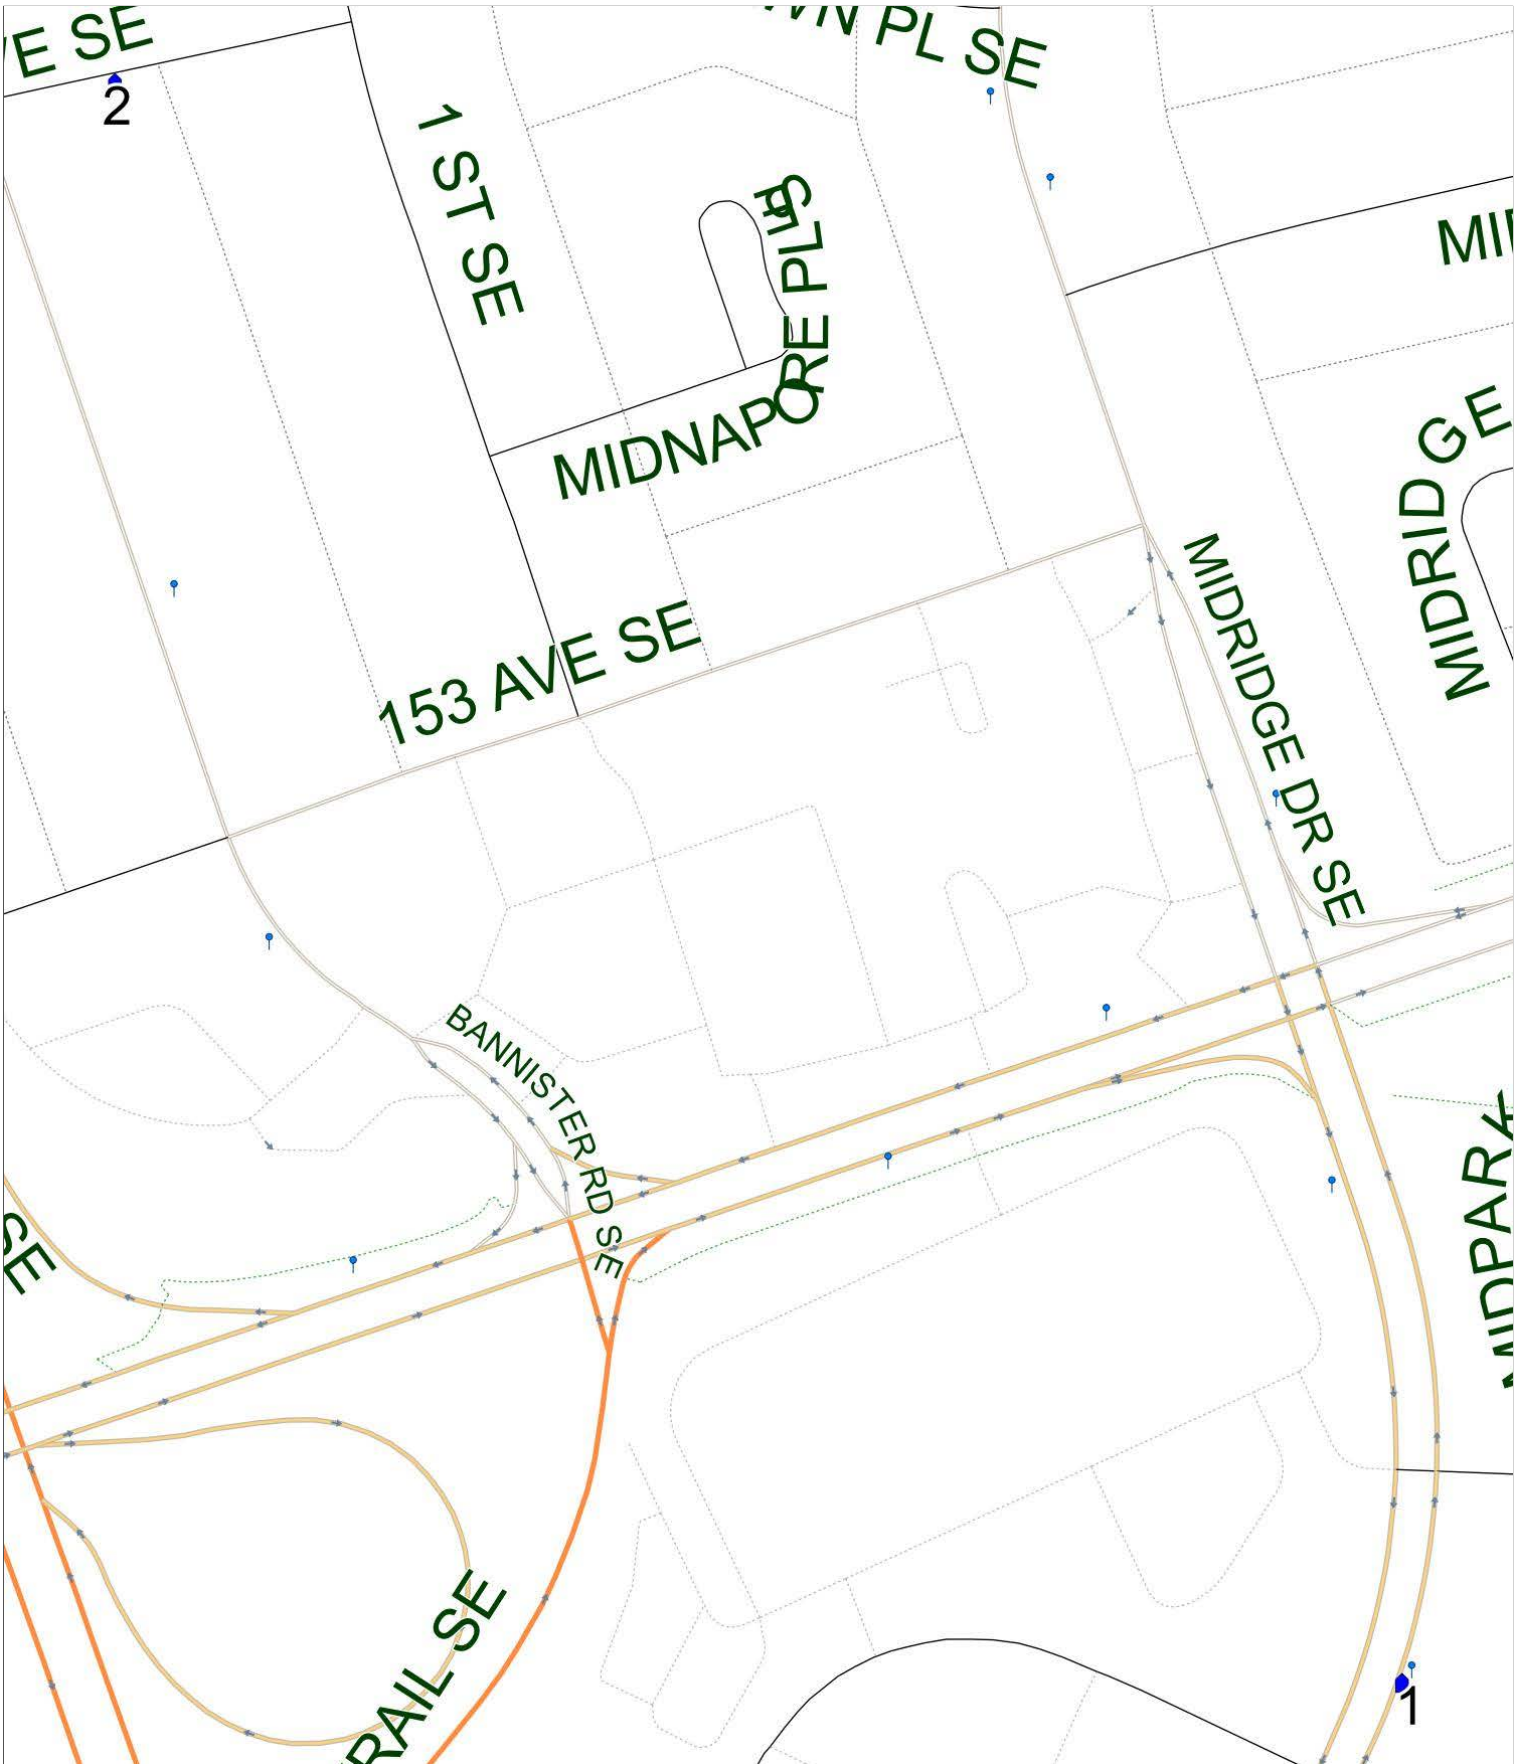 VE SE
2
WN PL SE
1 ST SE
MIDNAPORE PL SE
MID
MIDRIDGE
153 AVE SE
MIDRIDGE DR SE
BANNISTER RD SE
MIDPARK
SE
RAIL SE
1